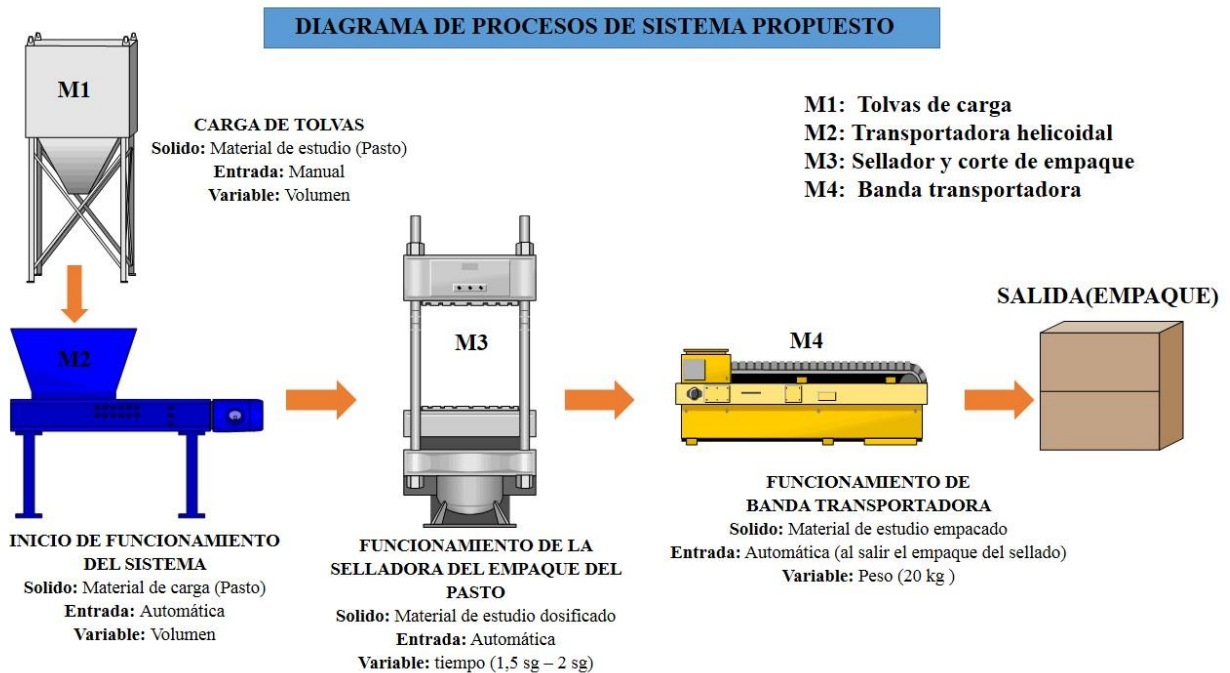 DIAGRAMA DE PROCESOS DE SISTEMA PROPUESTO
M1
CARGA DE TOLVAS
Solido: Material de estudio (Pasto)
Entrada: Manual
Variable: Volumen
M1: Tolvas de carga
M2: Transportadora helicoidal
M3: Sellador y corte de empaque
M4: Banda transportadora
M2
INICIO DE FUNCIONAMIENTO
DEL SISTEMA
Solido: Material de carga (Pasto)
Entrada: Automática
Variable: Volumen
M3
FUNCIONAMIENTO DE LA
SELLADORA DEL EMPAQUE DEL
PASTO
Solido: Material de estudio dosificado
Entrada: Automática
Variable: tiempo (1,5 sg – 2 sg)
M4
FUNCIONAMIENTO DE
BANDA TRANSPORTADORA
Solido: Material de estudio empacado
Entrada: Automática (al salir el empaque del sellado)
Variable: Peso (20 kg )
SALIDA(EMPAQUE)